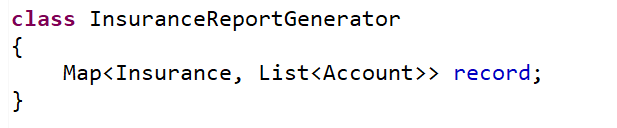 class InsuranceReportGenerator
{
    Map<Insurance, List<Account>> record;
}